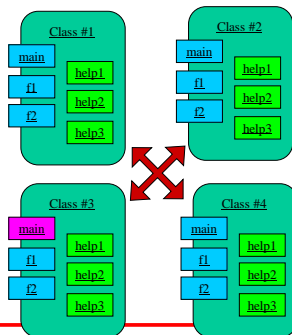 Class #1
main
f1
f2
help1
help2
help3
Class #2
main
f1
f2
help1
help2
help3
Class #3
main
f1
f2
help1
help2
help3
Class #4
main
f1
f2
help1
help2
help3